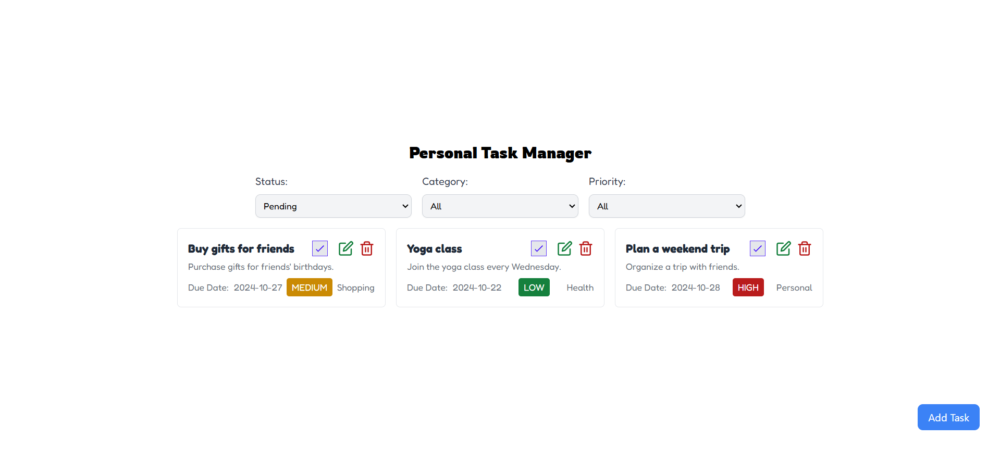 Personal Task Manager
Status: Category: Priority:
Pending All All
Buy gifts for friends
Purchase gifts for friends' birthdays.
Due Date: 2024-10-27 MEDIUM Shopping
Yoga class
Join the yoga class every Wednesday.
Due Date: 2024-10-22 LOW Health
Plan a weekend trip
Organize a trip with friends.
Due Date: 2024-10-28 HIGH Personal
Add Task